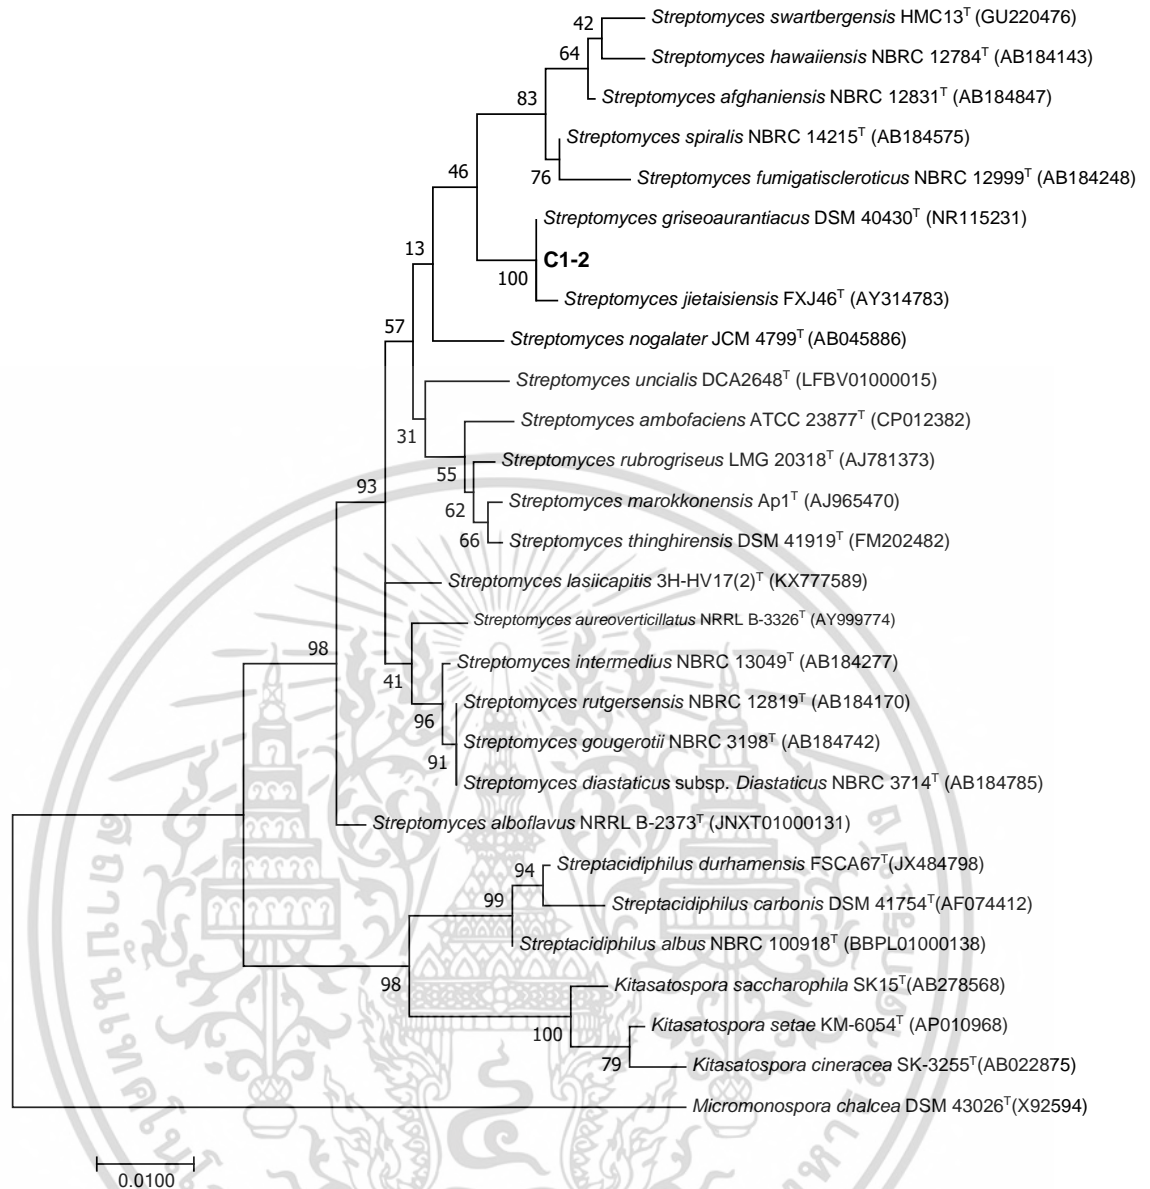 42 Streptomyces swartbergensis HMC13T (GU220476)
64 Streptomyces hawaiiensis NBRC 12784T (AB184143)
83 Streptomyces afghaniensis NBRC 12831T (AB184847)
Streptomyces spiralis NBRC 14215T (AB184575)
46 76 Streptomyces fumigatiscleroticus NBRC 12999T (AB184248)
Streptomyces griseoaurantiacus DSM 40430T (NR115231)
13 100 C1-2
Streptomyces jietaisiensis FXJ46T (AY314783)
57 Streptomyces nogalater JCM 4799T (AB045886)
Streptomyces uncialis DCA2648T (LFBV01000015)
31 Streptomyces ambofaciens ATCC 23877T (CP012382)
55 Streptomyces rubrogriseus LMG 20318T (AJ781373)
93 62 Streptomyces marokkonensis Ap1T (AJ965470)
66 Streptomyces thinghirensis DSM 41919T (FM202482)
Streptomyces lasiicapitis 3H-HV17(2)T (KX777589)
Streptomyces aureoverticillatus NRRL B-3326T (AY999774)
98 41 Streptomyces intermedius NBRC 13049T (AB184277)
96 Streptomyces rutgersensis NBRC 12819T (AB184170)
91 Streptomyces gougerotii NBRC 3198T (AB184742)
Streptomyces diastaticus subsp. Diastaticus NBRC 3714T (AB184785)
Streptomyces alboflavus NRRL B-2373T (JNXT01000131)
94 Streptacidiphilus durhamensis FSCA67T(JX484798)
99 Streptacidiphilus carbonis DSM 41754T(AF074412)
Streptacidiphilus albus NBRC 100918T (BBPL01000138)
98 Kitasatospora saccharophila SK15T(AB278568)
100 Kitasatospora setae KM-6054T (AP010968)
79 Kitasatospora cineracea SK-3255T(AB022875)
Micromonospora chalcea DSM 43026T(X92594)
0.0100